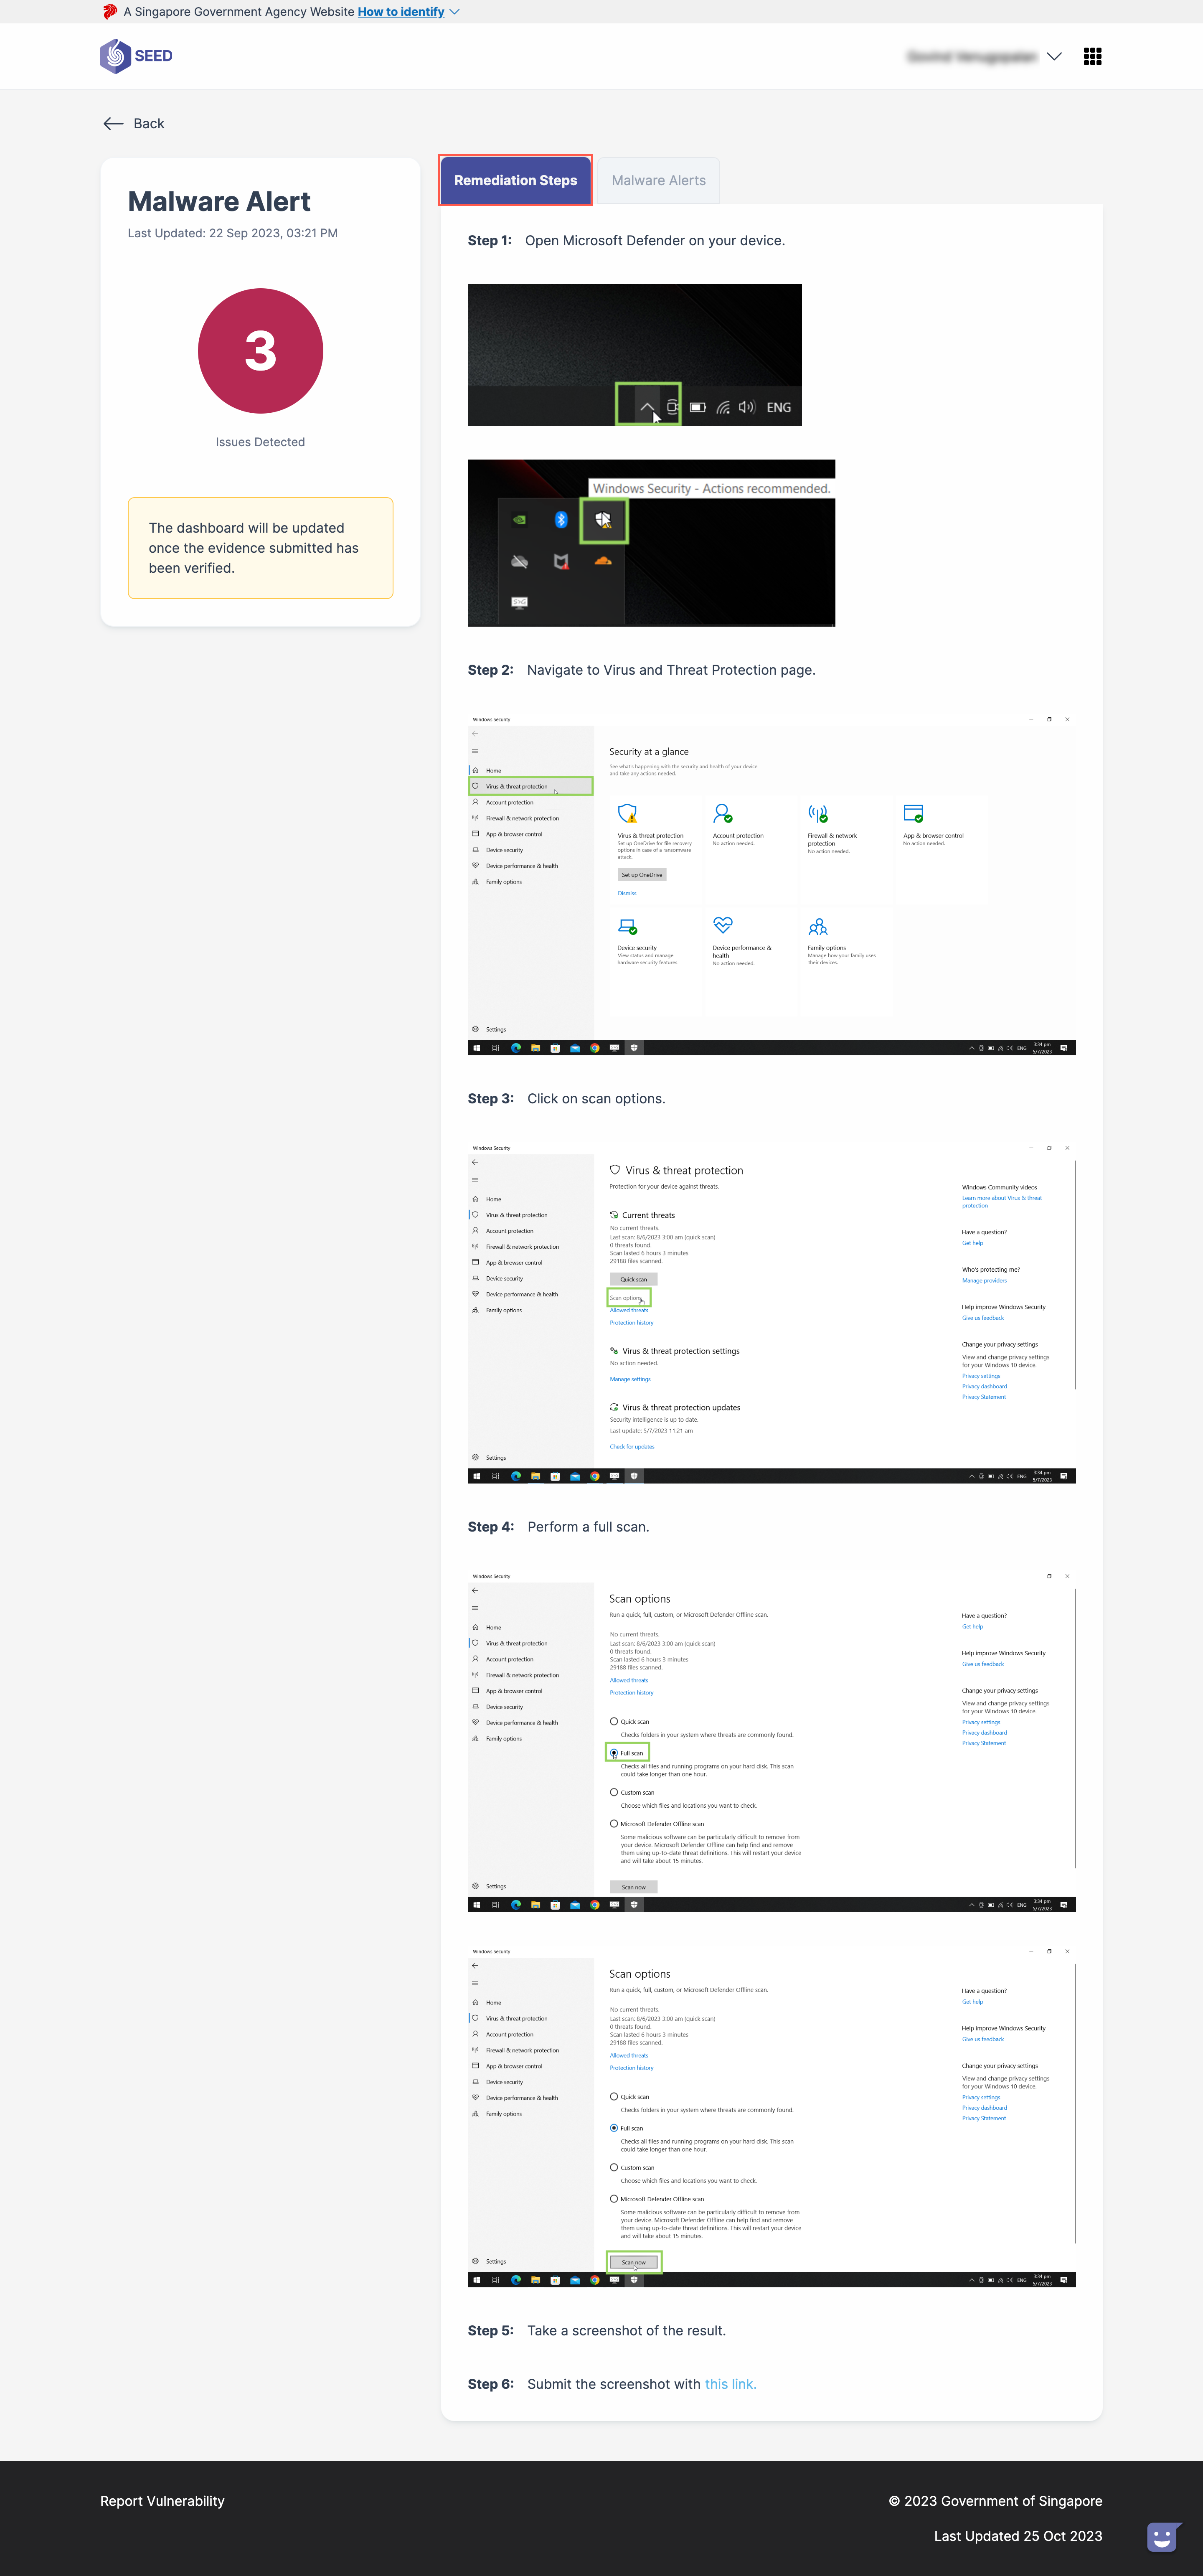 A Singapore Government Agency Website How to identify
SEED
Back
Malware Alert
Last Updated: 22 Sep 2023, 03:21 PM
3
Issues Detected
The dashboard will be updated
once the evidence submitted has
been verified.
Remediation Steps
Malware Alerts
Step 1: Open Microsoft Defender on your device.
ENG
Windows Security - Actions recommended.
Step 2: Navigate to Virus and Threat Protection page.
Windows Security
Home
Virus & threat protection
Account protection
Firewall & network protection
App & browser control
Device security
Device performance & health
Family options
Settings
Security at a glance
See what's happening with the security and health of your device
and take any actions needed.
Virus & threat protection
Set up OneDrive for file recovery
options in case of a ransomware
attack.
Set up OneDrive
Dismiss
Account protection
No action needed.
Firewall & network
protection
No action needed.
App & browser control
No action needed.
Device security
View status and manage
hardware security features
Device performance &
health
No action needed.
Family options
Manage how your family uses
their devices.
ENG
3:34 pm
5/7/2023
Step 3: Click on scan options.
Windows Security
Home
Virus & threat protection
Account protection
Firewall & network protection
App & browser control
Device security
Device performance & health
Family options
Settings
Virus & threat protection
Protection for your device against threats.
Current threats
No current threats.
Last scan: 8/6/2023 3:00 am (quick scan)
0 threats found.
Scan lasted 6 hours 3 minutes
29188 files scanned.
Quick scan
Scan options
Allowed threats
Protection history
Virus & threat protection settings
No action needed.
Manage settings
Virus & threat protection updates
Security intelligence is up to date.
Last update: 5/7/2023 11:21 am
Check for updates
Windows Community videos
Learn more about Virus & threat
protection
Have a question?
Get help
Who's protecting me?
Manage providers
Help improve Windows Security
Give us feedback
Change your privacy settings
View and change privacy settings
for your Windows 10 device.
Privacy settings
Privacy dashboard
Privacy Statement
ENG
3:34 pm
5/7/2023
Step 4: Perform a full scan.
Windows Security
Home
Virus & threat protection
Account protection
Firewall & network protection
App & browser control
Device security
Device performance & health
Family options
Settings
Scan options
Run a quick, full, custom, or Microsoft Defender Offline scan.
No current threats.
Last scan: 8/6/2023 3:00 am (quick scan)
0 threats found.
Scan lasted 6 hours 3 minutes
29188 files scanned.
Allowed threats
Protection history
Quick scan
Checks folders in your system where threats are commonly found.
Full scan
Checks all files and running programs on your hard disk. This scan
could take longer than one hour.
Custom scan
Choose which files and locations you want to check.
Microsoft Defender Offline scan
Some malicious software can be particularly difficult to remove from
your device. Microsoft Defender Offline can help find and remove
them using up-to-date threat definitions. This will restart your device
and will take about 15 minutes.
Scan now
Have a question?
Get help
Help improve Windows Security
Give us feedback
Change your privacy settings
View and change privacy settings
for your Windows 10 device.
Privacy settings
Privacy dashboard
Privacy Statement
ENG
3:34 pm
5/7/2023
Windows Security
Home
Virus & threat protection
Account protection
Firewall & network protection
App & browser control
Device security
Device performance & health
Family options
Settings
Scan options
Run a quick, full, custom, or Microsoft Defender Offline scan.
No current threats.
Last scan: 8/6/2023 3:00 am (quick scan)
0 threats found.
Scan lasted 6 hours 3 minutes
29188 files scanned.
Allowed threats
Protection history
Quick scan
Checks folders in your system where threats are commonly found.
Full scan
Checks all files and running programs on your hard disk. This scan
could take longer than one hour.
Custom scan
Choose which files and locations you want to check.
Microsoft Defender Offline scan
Some malicious software can be particularly difficult to remove from
your device. Microsoft Defender Offline can help find and remove
them using up-to-date threat definitions. This will restart your device
and will take about 15 minutes.
Scan now
Have a question?
Get help
Help improve Windows Security
Give us feedback
Change your privacy settings
View and change privacy settings
for your Windows 10 device.
Privacy settings
Privacy dashboard
Privacy Statement
ENG
3:34 pm
5/7/2023
Step 5: Take a screenshot of the result.
Step 6: Submit the screenshot with this link.
Report Vulnerability
© 2023 Government of Singapore
Last Updated 25 Oct 2023